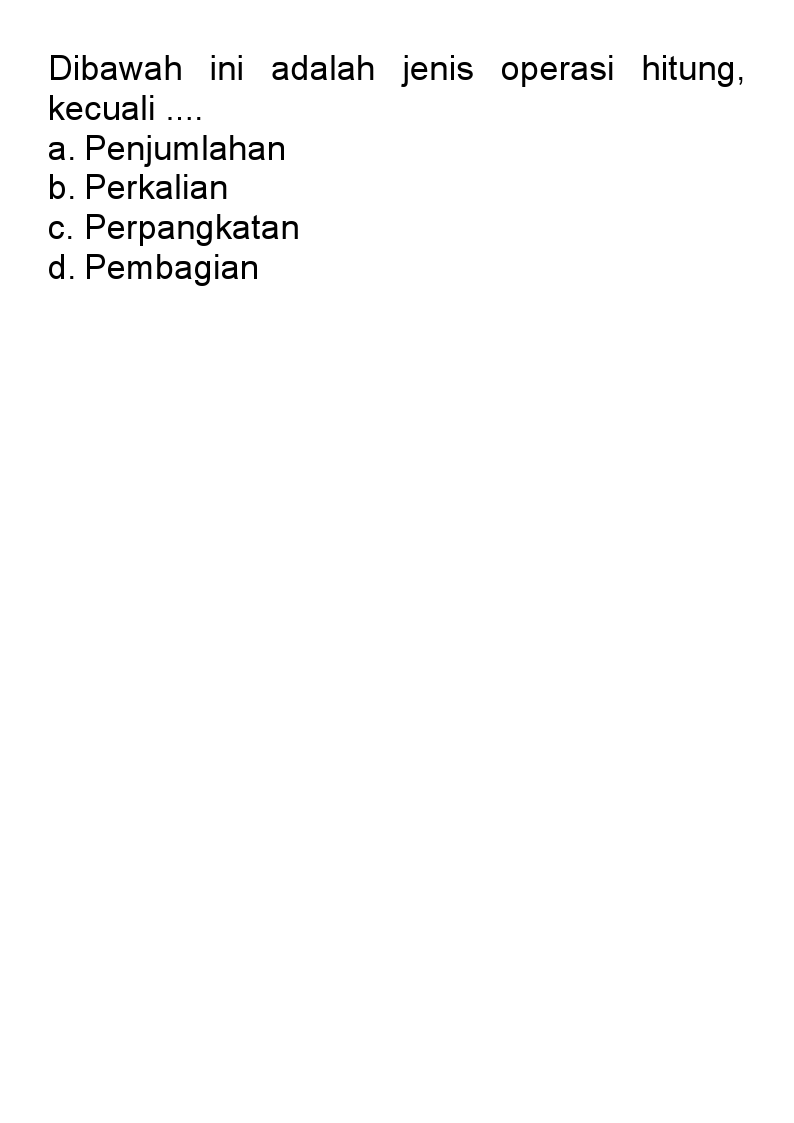 Dibawah ini adalah jenis operasi hitung,
kecuali ....
a. Penjumlahan
b. Perkalian
c. Perpangkatan
d. Pembagian